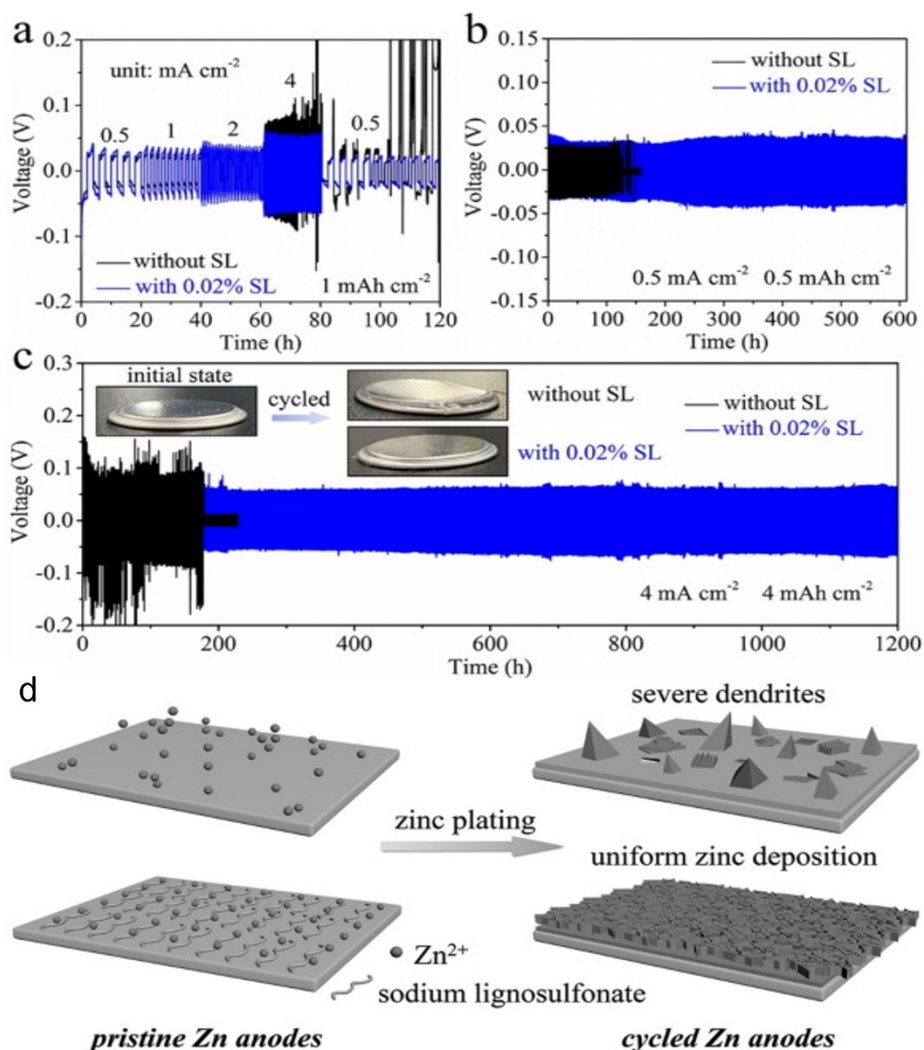 a
unit: mA cm⁻²
0.5
1
2
4
0.5
without SL
with 0.02% SL
1 mAh cm⁻²
Voltage (V)
0.2
0.1
0.0
-0.1
-0.2
0 20 40 60 80 100 120
Time (h)
b
without SL
with 0.02% SL
0.5 mA cm⁻² 0.5 mAh cm⁻²
Voltage (V)
0.15
0.10
0.05
0.00
-0.05
-0.10
-0.15
0 100 200 300 400 500 600
Time (h)
c
initial state
cycled
without SL
with 0.02% SL
without SL
with 0.02% SL
4 mA cm⁻² 4 mAh cm⁻²
Voltage (V)
0.3
0.2
0.1
0.0
-0.1
-0.2
0 200 400 600 800 1000 1200
Time (h)
d
severe dendrites
zinc plating
uniform zinc deposition
Zn²⁺
sodium lignosulfonate
pristine Zn anodes
cycled Zn anodes